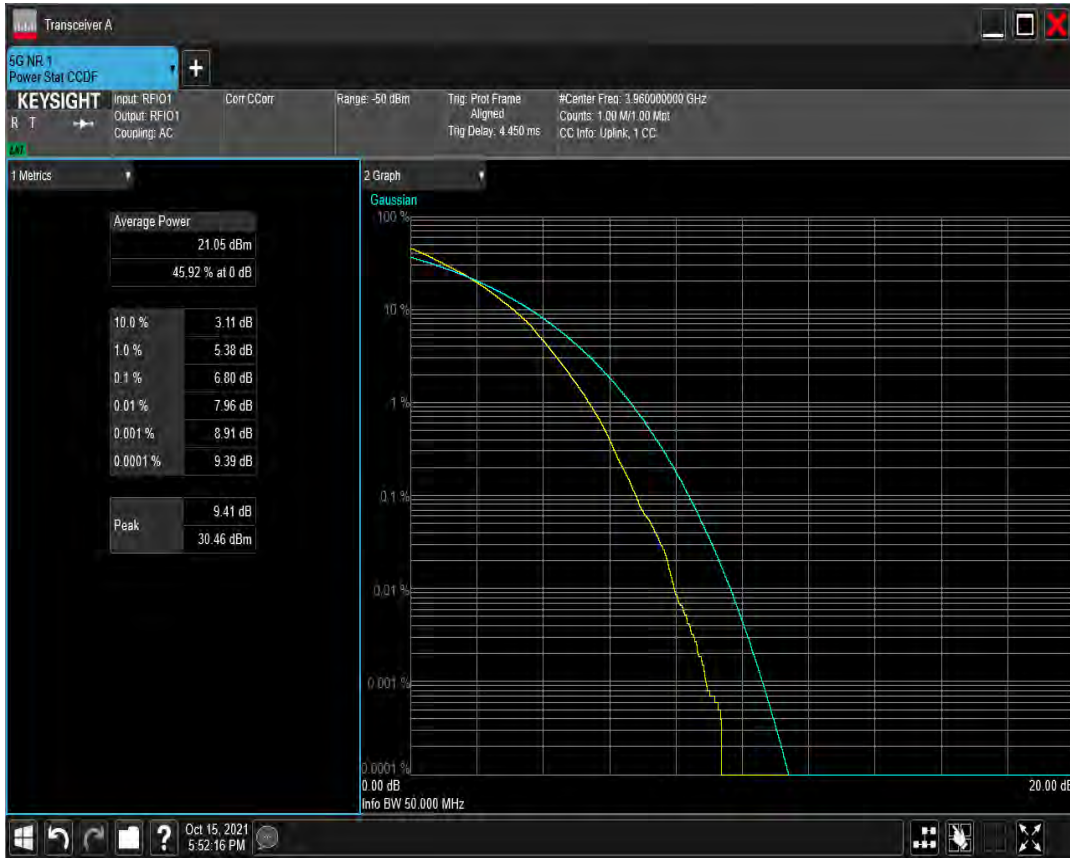 Transceiver A
5G NR 1
Power Stat CCDF
+
KEYSIGHT
R T
LXI
Input: RFIO1
Output: RFIO1
Coupling: AC
Corr CCorr
Range: -50 dBm
Trig: Prot Frame
Aligned
Trig Delay: 4.450 ms
#Center Freq: 3.960000000 GHz
Counts: 1.00 M/1.00 Mpt
CC Info: Uplink, 1 CC
1 Metrics
Average Power
21.05 dBm
45.92 % at 0 dB
10.0 % 3.11 dB
1.0 % 5.38 dB
0.1 % 6.80 dB
0.01 % 7.96 dB
0.001 % 8.91 dB
0.0001 % 9.39 dB
Peak
9.41 dB
30.46 dBm
2 Graph
Gaussian
100 %
10 %
1 %
0.1 %
0.01 %
0.001 %
0.0001 %
0.00 dB
20.00 dB
Info BW 50.000 MHz
?
Oct 15, 2021
5:52:16 PM